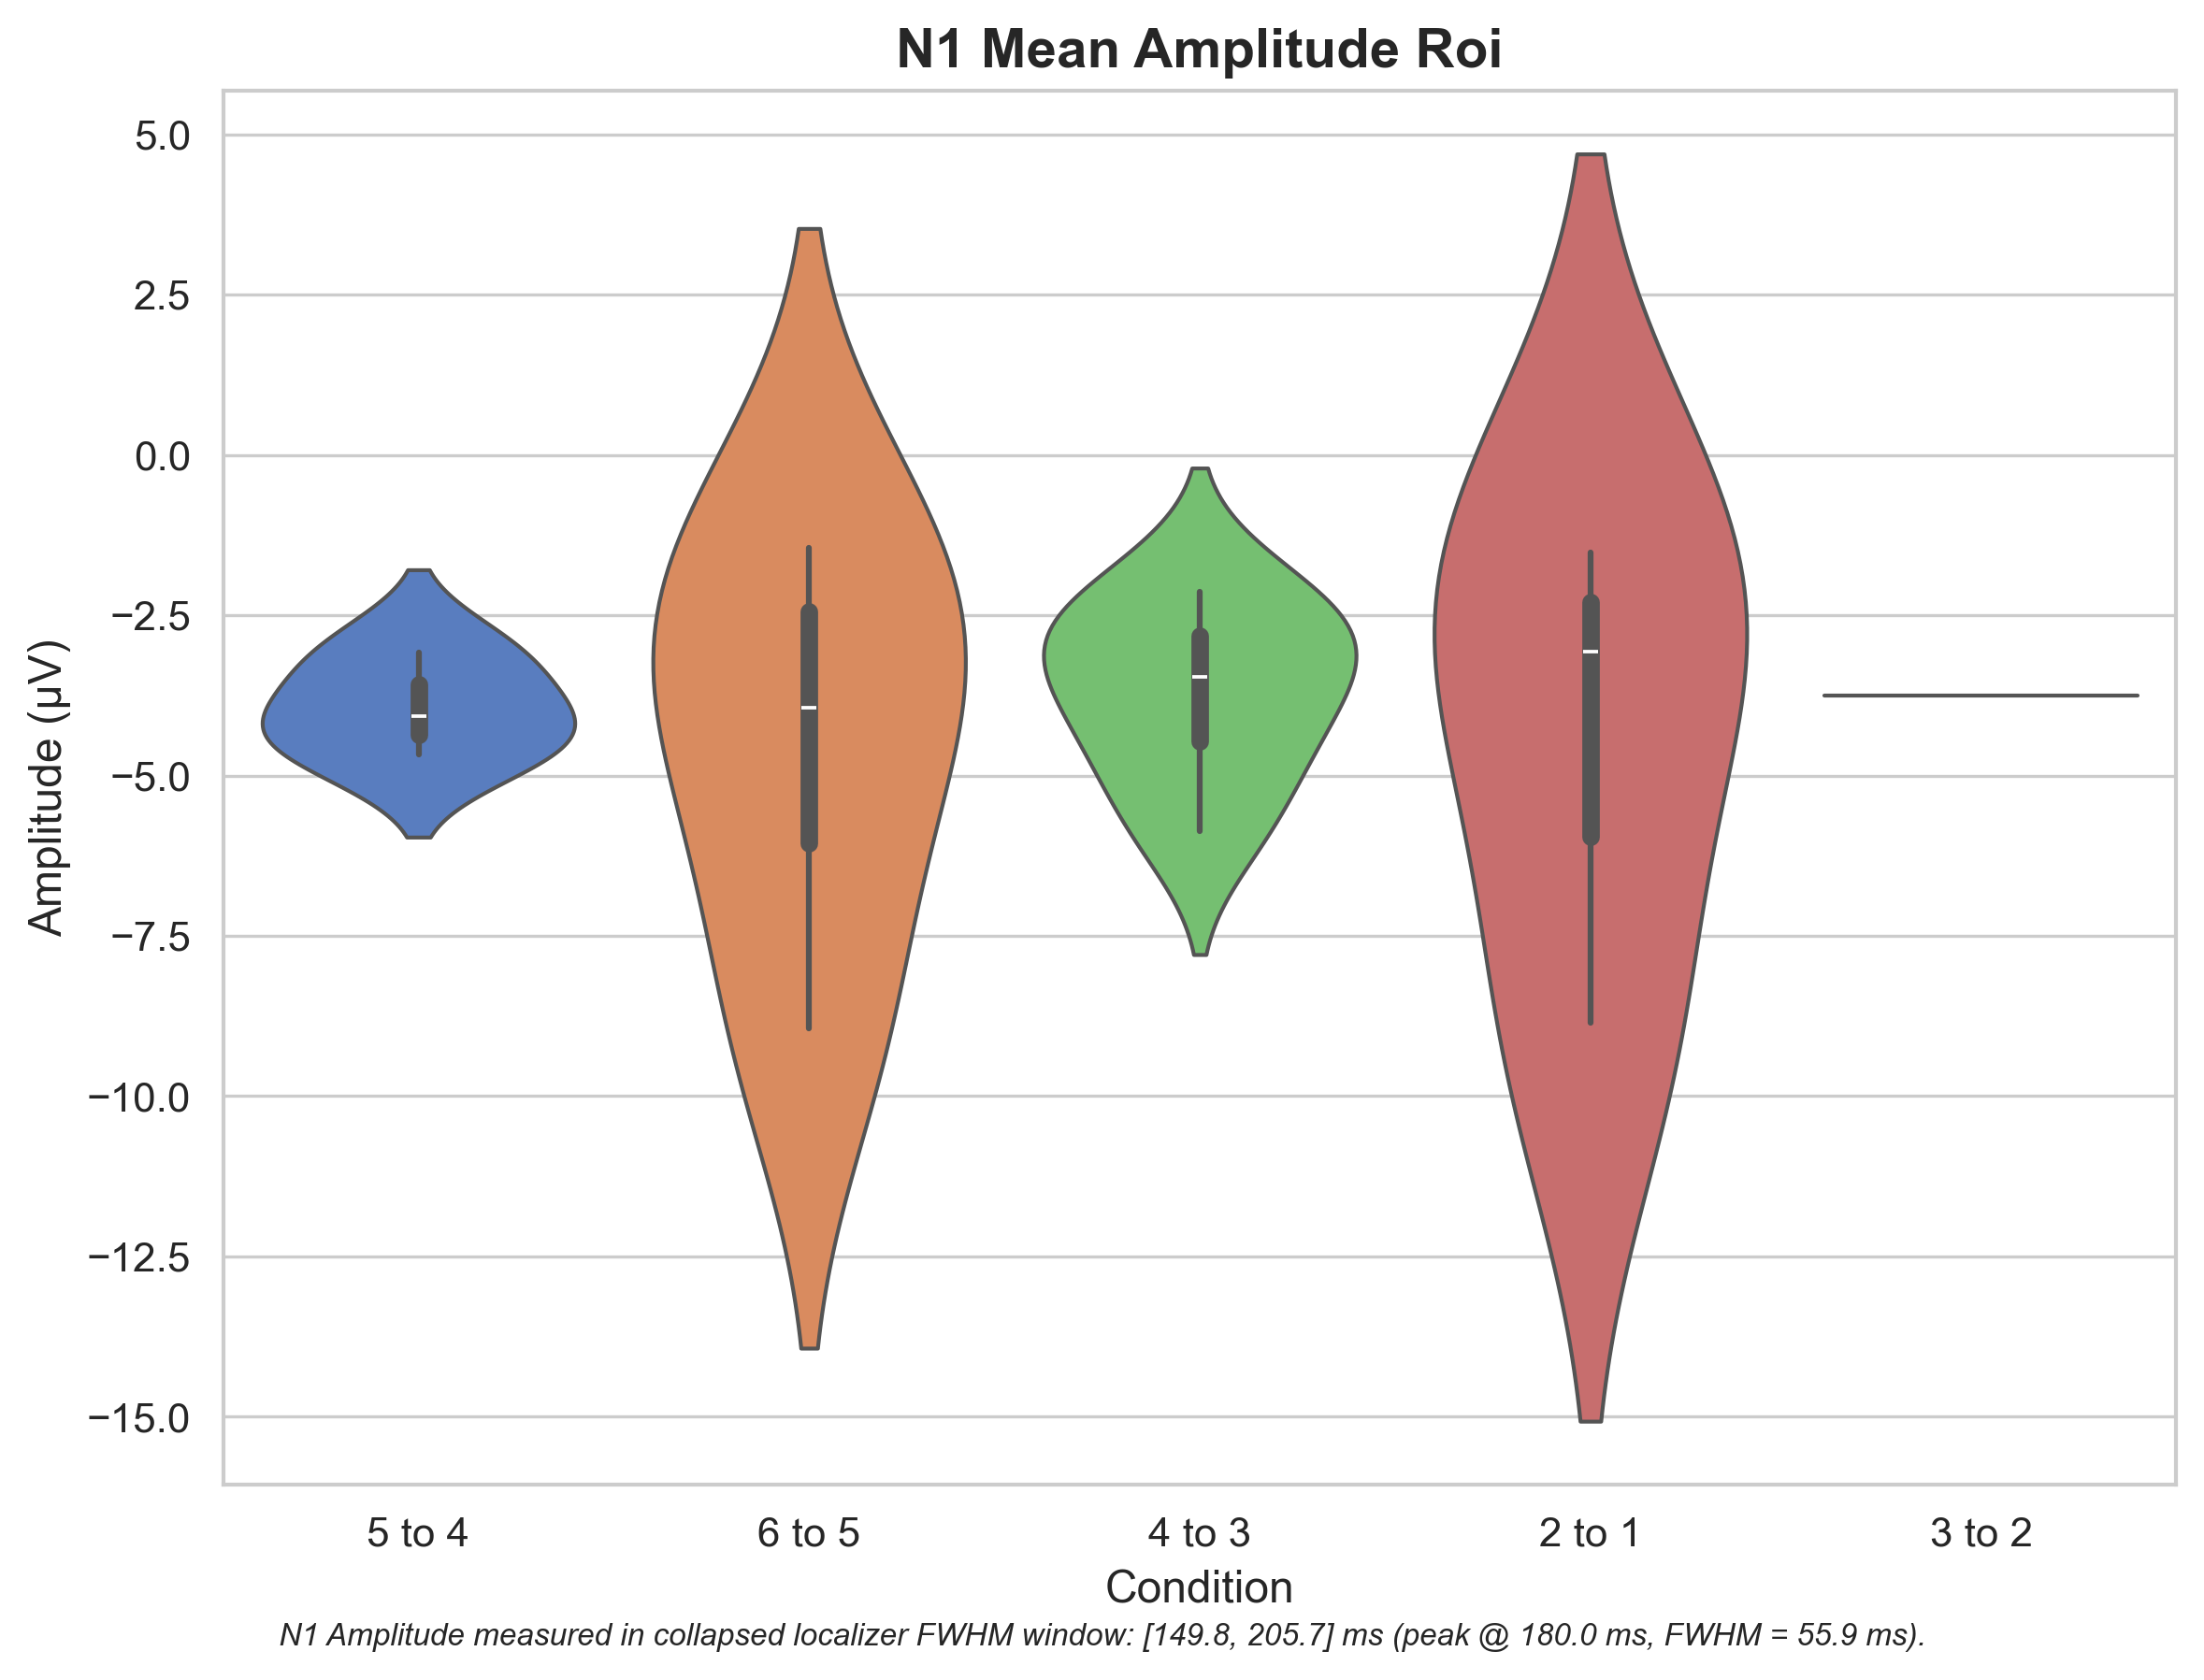 N1 Mean Amplitude Roi
Amplitude (µV)
5.0
2.5
0.0
−2.5
−5.0
−7.5
−10.0
−12.5
−15.0
5 to 4
6 to 5
4 to 3
2 to 1
3 to 2
Condition
N1 Amplitude measured in collapsed localizer FWHM window: [149.8, 205.7] ms (peak @ 180.0 ms, FWHM = 55.9 ms).